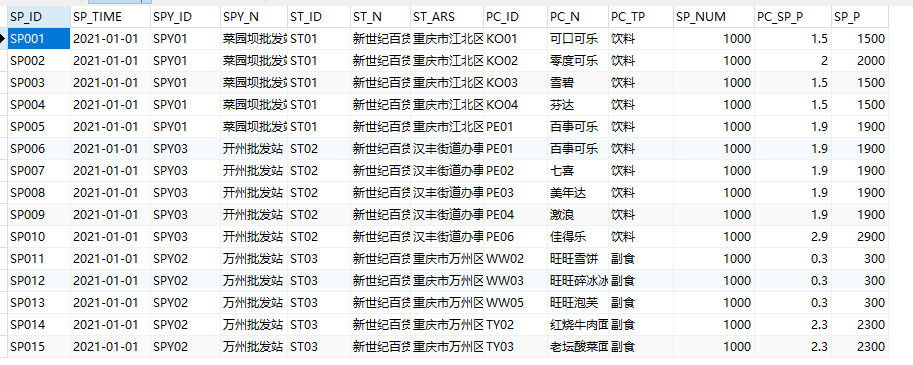 SP_ID SP_TIME SPY_ID SPY_N ST_ID ST_N ST_ARS PC_ID PC_N PC_TP SP_NUM PC_SP_P SP_P
SP001 2021-01-01 SPY01 菜园坝批发 ST01 新世纪百货 重庆市江北区 KO01 可口可乐 饮料 1000 1.5 1500
SP002 2021-01-01 SPY01 菜园坝批发 ST01 新世纪百货 重庆市江北区 KO02 零度可乐 饮料 1000 2 2000
SP003 2021-01-01 SPY01 菜园坝批发 ST01 新世纪百货 重庆市江北区 KO03 雪碧 饮料 1000 1.5 1500
SP004 2021-01-01 SPY01 菜园坝批发 ST01 新世纪百货 重庆市江北区 KO04 芬达 饮料 1000 1.5 1500
SP005 2021-01-01 SPY01 菜园坝批发 ST01 新世纪百货 重庆市江北区 PE01 百事可乐 饮料 1000 1.9 1900
SP006 2021-01-01 SPY03 开州批发站 ST02 新世纪百货 汉丰街道办事 PE01 百事可乐 饮料 1000 1.9 1900
SP007 2021-01-01 SPY03 开州批发站 ST02 新世纪百货 汉丰街道办事 PE02 七喜 饮料 1000 1.9 1900
SP008 2021-01-01 SPY03 开州批发站 ST02 新世纪百货 汉丰街道办事 PE03 美年达 饮料 1000 1.9 1900
SP009 2021-01-01 SPY03 开州批发站 ST02 新世纪百货 汉丰街道办事 PE04 激浪 饮料 1000 1.9 1900
SP010 2021-01-01 SPY03 开州批发站 ST02 新世纪百货 汉丰街道办事 PE06 佳得乐 饮料 1000 2.9 2900
SP011 2021-01-01 SPY02 万州批发站 ST03 新世纪百货 重庆市万州区 WW02 旺旺雪饼 副食 1000 0.3 300
SP012 2021-01-01 SPY02 万州批发站 ST03 新世纪百货 重庆市万州区 WW03 旺旺碎冰冰 副食 1000 0.3 300
SP013 2021-01-01 SPY02 万州批发站 ST03 新世纪百货 重庆市万州区 WW05 旺旺泡芙 副食 1000 0.3 300
SP014 2021-01-01 SPY02 万州批发站 ST03 新世纪百货 重庆市万州区 TY02 红烧牛肉面 副食 1000 2.3 2300
SP015 2021-01-01 SPY02 万州批发站 ST03 新世纪百货 重庆市万州区 TY03 老坛酸菜面 副食 1000 2.3 2300